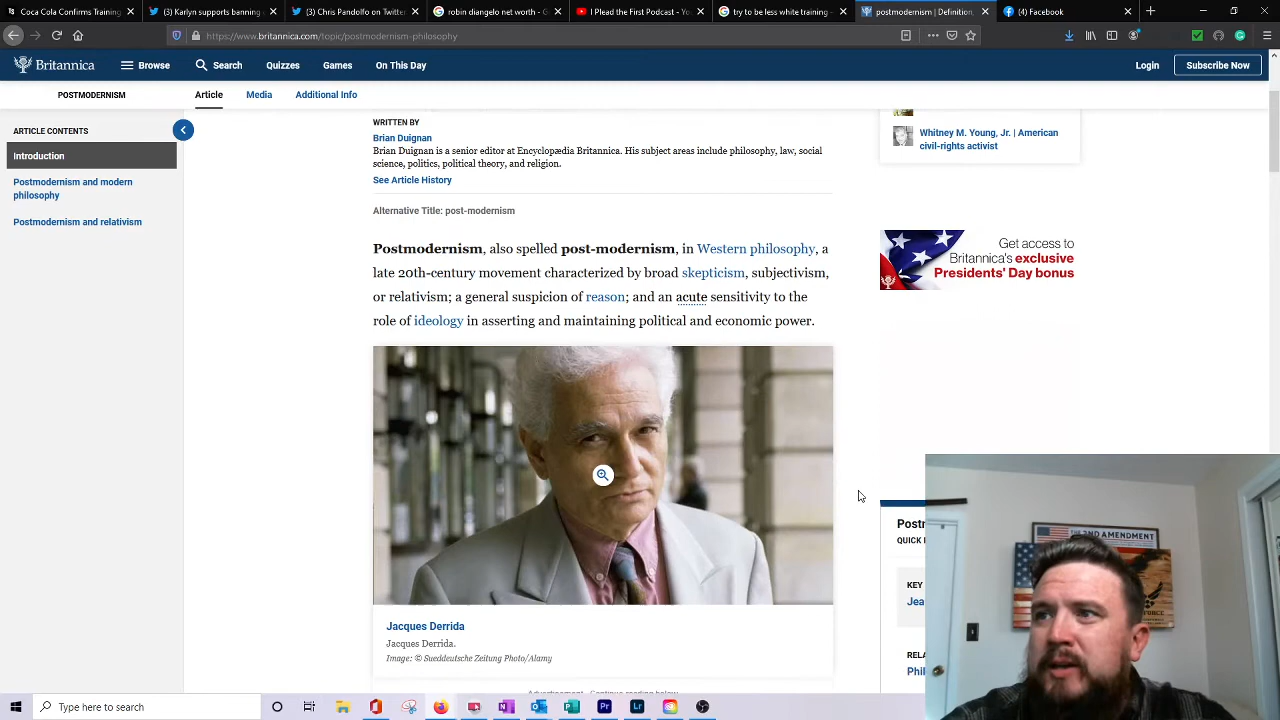 Coca Cola Confirms Training
(3) Karlyn supports banning
(3) Chris Pandolfo on Twitter
robin diangelo net worth - G
I Plead the First Podcast - Yo
try to be less white training -
postmodernism | Definition,
(4) Facebook
https://www.britannica.com/topic/postmodernism-philosophy
Britannica
Browse
Search
Quizzes
Games
On This Day
Login
Subscribe Now
POSTMODERNISM
Article
Media
Additional Info
ARTICLE CONTENTS
Introduction
Postmodernism and modern
philosophy
Postmodernism and relativism
WRITTEN BY
Brian Duignan
Brian Duignan is a senior editor at Encyclopædia Britannica. His subject areas include philosophy, law, social
science, politics, political theory, and religion.
See Article History
Alternative Title: post-modernism
Postmodernism, also spelled post-modernism, in Western philosophy, a
late 20th-century movement characterized by broad skepticism, subjectivism,
or relativism; a general suspicion of reason; and an acute sensitivity to the
role of ideology in asserting and maintaining political and economic power.
Jacques Derrida
Jacques Derrida.
Image: © Sueddeutsche Zeitung Photo/Alamy
Whitney M. Young, Jr. | American
civil-rights activist
Get access to
Britannica's exclusive
Presidents' Day bonus
Postr
QUICK
KEY
Jea
RELA
Phil
THE 2ND AMENDMENT
Type here to search